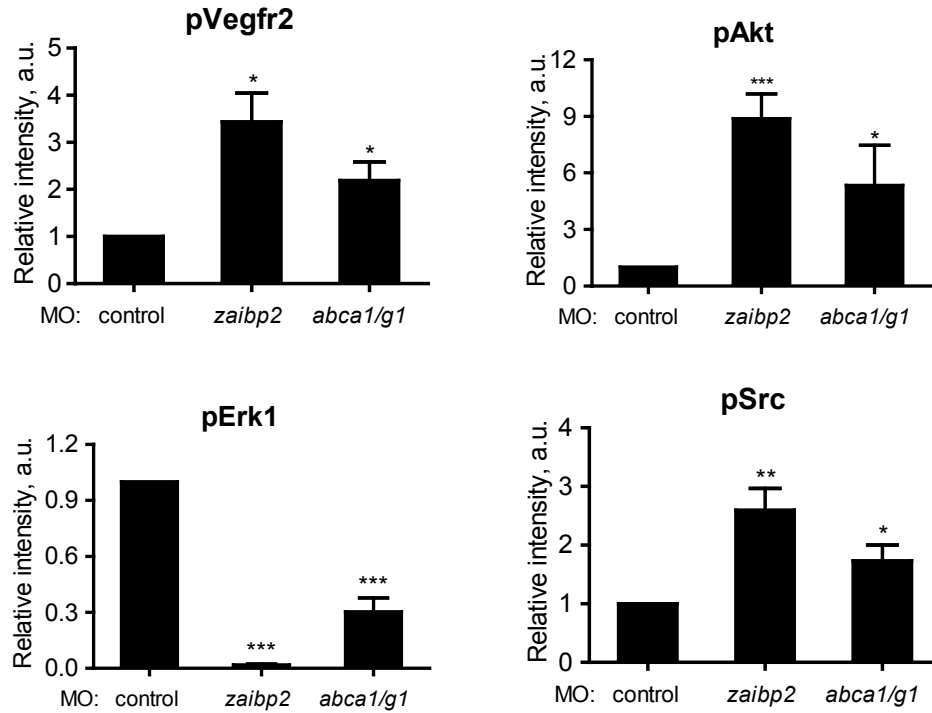 pVegfr2
Relative intensity, a.u.
5
4
3
2
1
0
*
*
MO: control zaibp2 abca1/g1
pAkt
Relative intensity, a.u.
12
9
6
3
0
***
*
MO: control zaibp2 abca1/g1
pErk1
Relative intensity, a.u.
1.2
0.9
0.6
0.3
0.0
***
***
MO: control zaibp2 abca1/g1
pSrc
Relative intensity, a.u.
4
3
2
1
0
**
*
MO: control zaibp2 abca1/g1